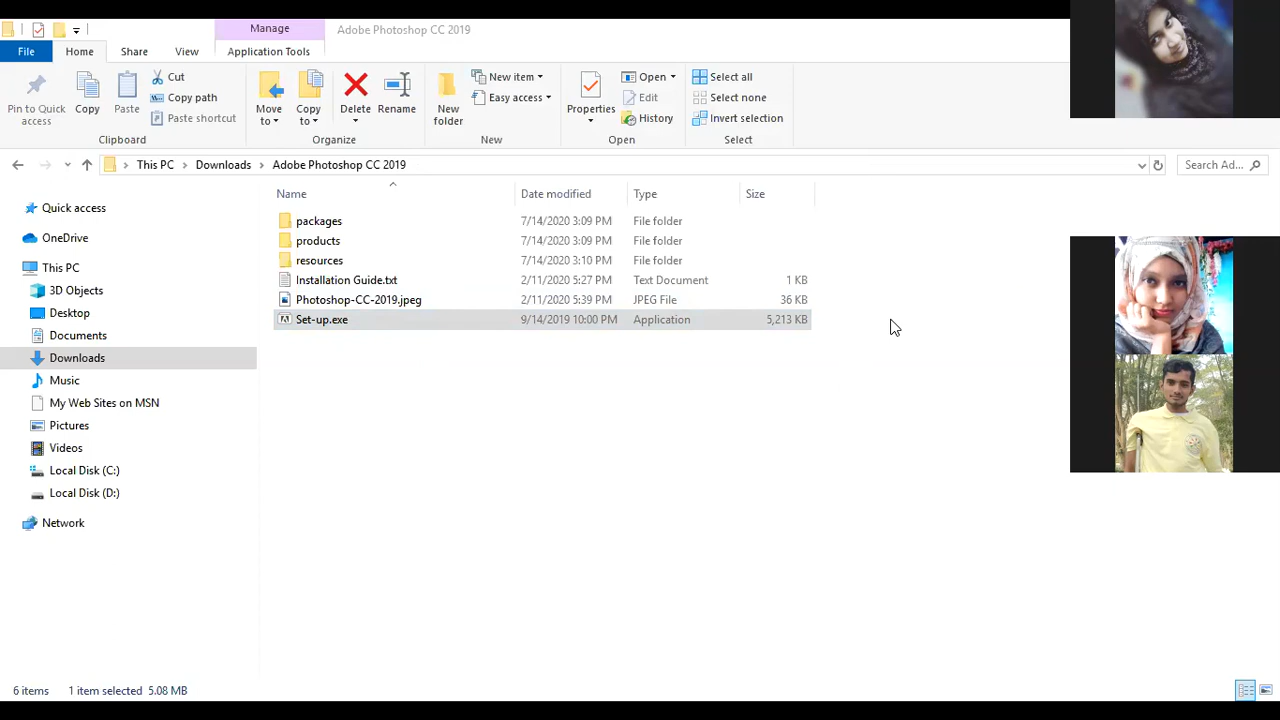 Manage
Adobe Photoshop CC 2019
File
Home
Share
View
Application Tools
Pin to Quick access
Copy
Paste
Cut
Copy path
Paste shortcut
Clipboard
Move to
Copy to
Delete
Rename
Organize
New folder
New item
Easy access
New
Properties
Open
Edit
History
Open
Select all
Select none
Invert selection
Select
This PC
Downloads
Adobe Photoshop CC 2019
Search Ad...
Name
Date modified
Type
Size
packages 7/14/2020 3:09 PM File folder
products 7/14/2020 3:09 PM File folder
resources 7/14/2020 3:10 PM File folder
Installation Guide.txt 2/11/2020 5:27 PM Text Document 1 KB
Photoshop-CC-2019.jpeg 2/11/2020 5:39 PM JPEG File 36 KB
Set-up.exe 9/14/2019 10:00 PM Application 5,213 KB
Quick access
OneDrive
This PC
3D Objects
Desktop
Documents
Downloads
Music
My Web Sites on MSN
Pictures
Videos
Local Disk (C:)
Local Disk (D:)
Network
6 items
1 item selected 5.08 MB